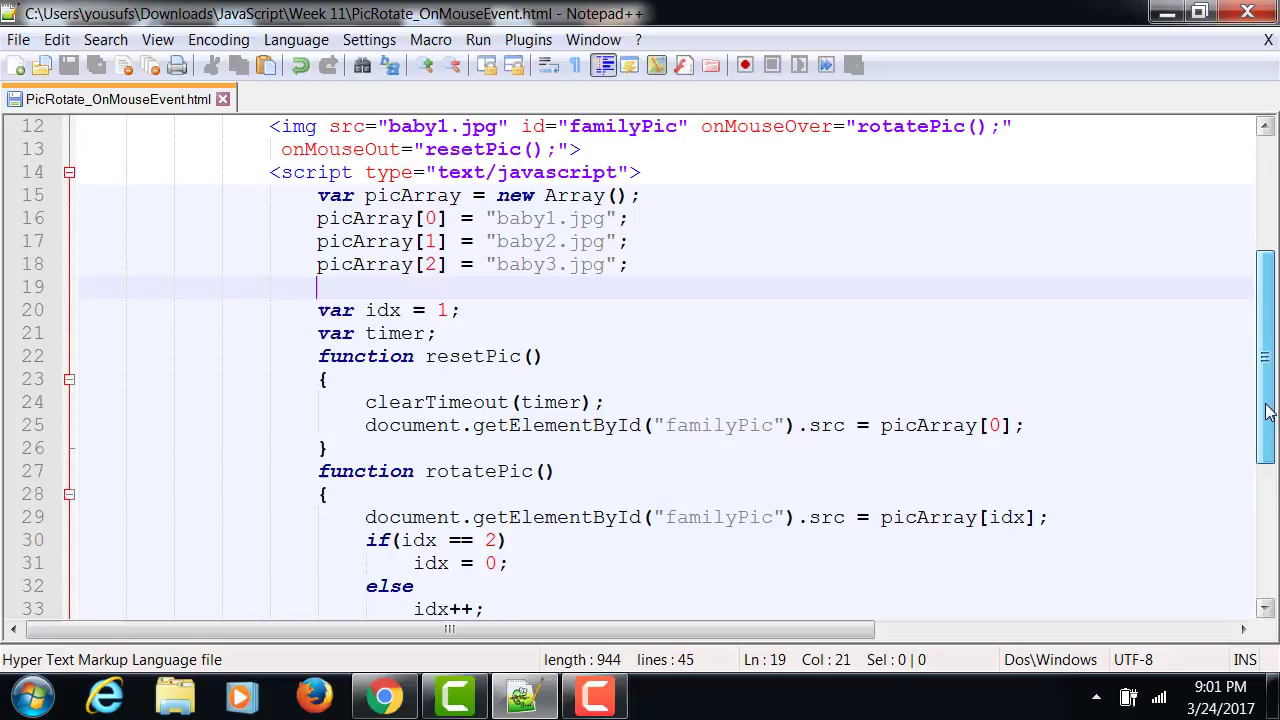 C:\Users\yousufs\Downloads\JavaScript\Week 11\PicRotate_OnMouseEvent.html - Notepad++
File Edit Search View Encoding Language Settings Macro Run Plugins Window ? X
PicRotate_OnMouseEvent.html
12 <img src="baby1.jpg" id="familyPic" onMouseOver="rotatePic();"
13 onMouseOut="resetPic();">
14 <script type="text/javascript">
15 var picArray = new Array();
16 picArray[0] = "baby1.jpg";
17 picArray[1] = "baby2.jpg";
18 picArray[2] = "baby3.jpg";
19
20 var idx = 1;
21 var timer;
22 function resetPic()
23 {
24 clearTimeout(timer);
25 document.getElementById("familyPic").src = picArray[0];
26 }
27 function rotatePic()
28 {
29 document.getElementById("familyPic").src = picArray[idx];
30 if(idx == 2)
31 idx = 0;
32 else
33 idx++;
Hyper Text Markup Language file length : 944 lines : 45 Ln : 19 Col : 21 Sel : 0 | 0 Dos\Windows UTF-8 INS
9:01 PM
3/24/2017